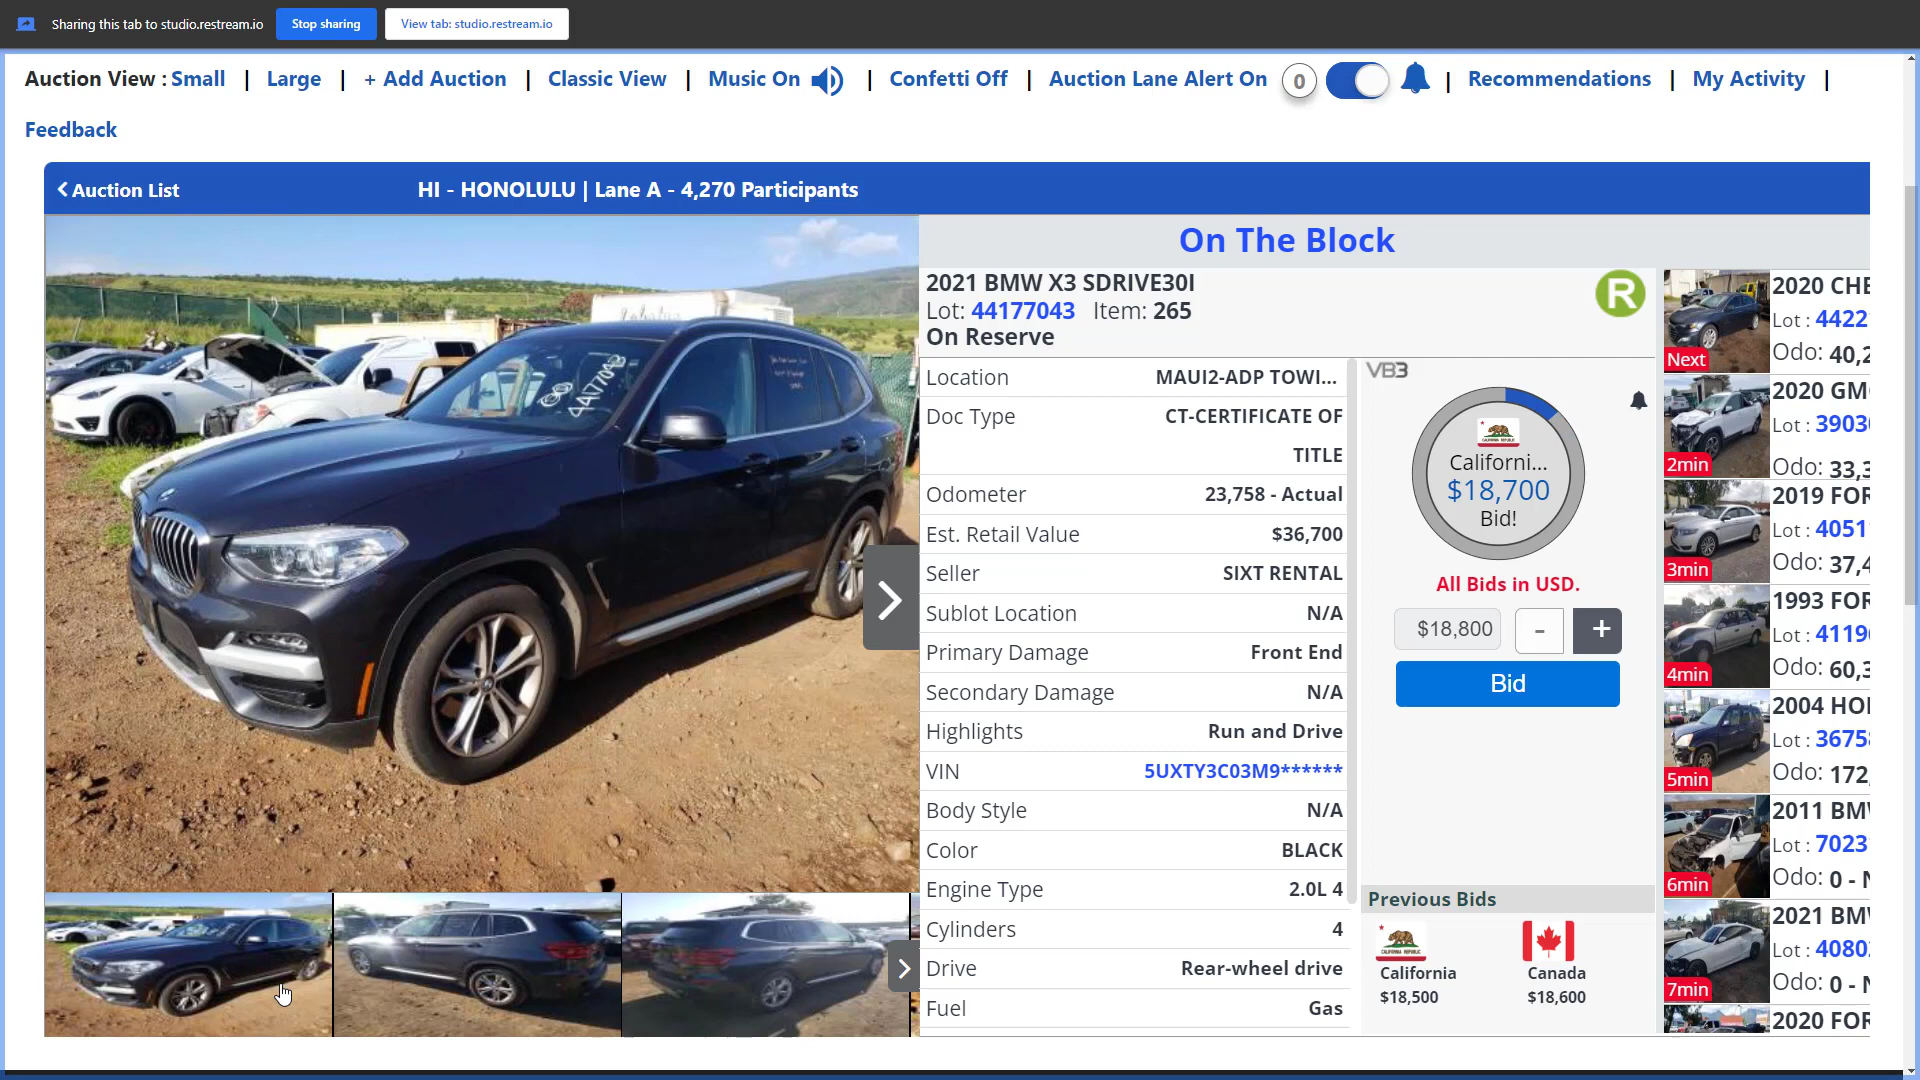 Sharing this tab to studio.restream.io
Stop sharing
View tab: studio.restream.io
Auction View : Small | Large | + Add Auction | Classic View | Music On | Confetti Off | Auction Lane Alert On 0 | Recommendations | My Activity |
Feedback
Auction List
HI - HONOLULU | Lane A - 4,270 Participants
44177043
On The Block
2021 BMW X3 SDRIVE30I
Lot: 44177043 Item: 265
On Reserve
R
Location MAUI2-ADP TOWI...
Doc Type CT-CERTIFICATE OF
TITLE
Odometer 23,758 - Actual
Est. Retail Value $36,700
Seller SIXT RENTAL
Sublot Location N/A
Primary Damage Front End
Secondary Damage N/A
Highlights Run and Drive
VIN 5UXTY3C03M9******
Body Style N/A
Color BLACK
Engine Type 2.0L 4
Cylinders 4
Drive Rear-wheel drive
Fuel Gas
VB3
Californi...
$18,700
Bid!
All Bids in USD.
$18,800 - +
Bid
Previous Bids
California
$18,500
Canada
$18,600
Next
2020 CHE
Lot : 4422
Odo: 40,2
2min
2020 GM
Lot : 3903
Odo: 33,3
3min
2019 FOR
Lot : 4051
Odo: 37,4
4min
1993 FOR
Lot : 4119
Odo: 60,3
5min
2004 HO
Lot : 3675
Odo: 172,
6min
2011 BM
Lot : 7023
Odo: 0 - N
7min
2021 BM
Lot : 4080
Odo: 0 - N
2020 FOR